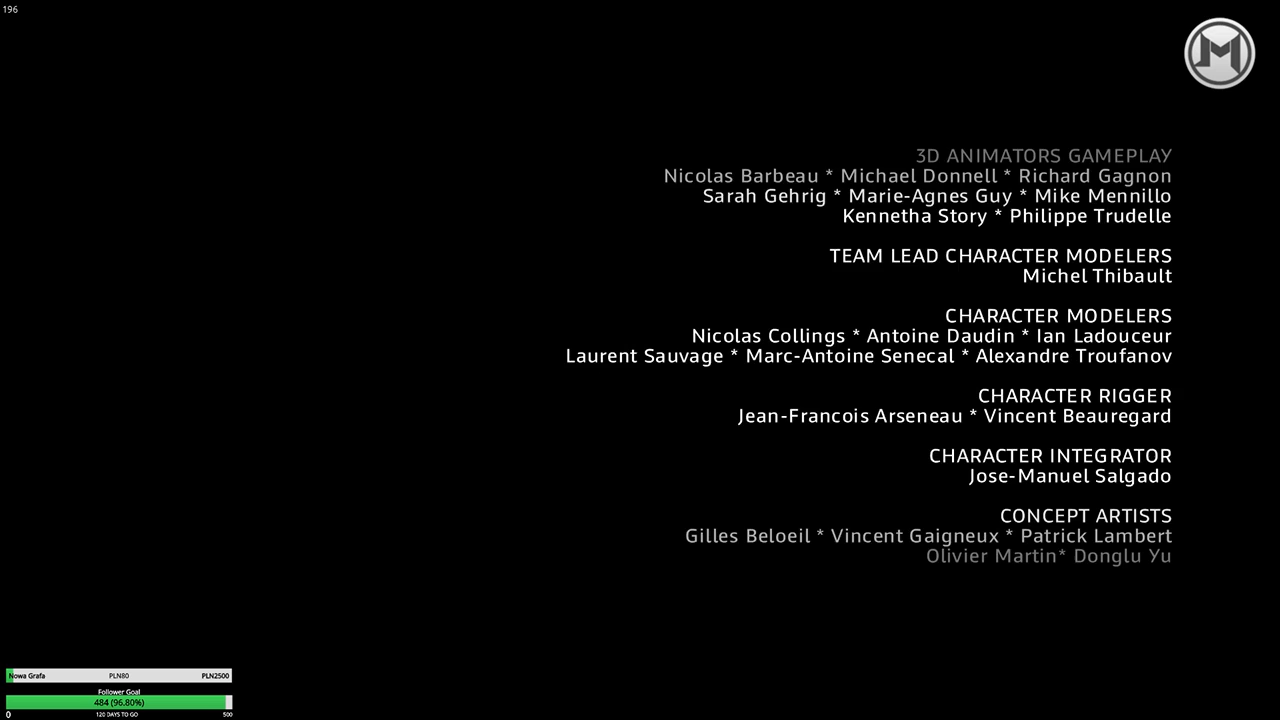 196
M
3D ANIMATORS GAMEPLAY
Nicolas Barbeau * Michael Donnell * Richard Gagnon
Sarah Gehrig * Marie-Agnes Guy * Mike Mennillo
Kennetha Story * Philippe Trudelle
TEAM LEAD CHARACTER MODELERS
Michel Thibault
CHARACTER MODELERS
Nicolas Collings * Antoine Daudin * Ian Ladouceur
Laurent Sauvage * Marc-Antoine Senecal * Alexandre Troufanov
CHARACTER RIGGER
Jean-Francois Arseneau * Vincent Beauregard
CHARACTER INTEGRATOR
Jose-Manuel Salgado
CONCEPT ARTISTS
Gilles Beloeil * Vincent Gaigneux * Patrick Lambert
Olivier Martin* Donglu Yu
Nowa Grafa PLN80 PLN2500
Follower Goal
484 (96.80%)
0 120 DAYS TO GO 500